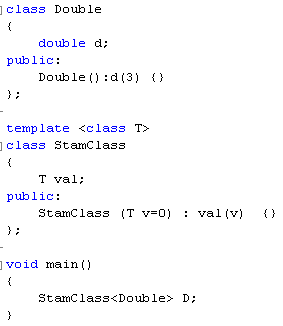 class Double
{
double d;
public:
Double():d(3) {}
};
template <class T>
class StamClass
{
T val;
public:
StamClass (T v=0) : val(v) {}
};
void main()
{
StamClass<Double> D;
}